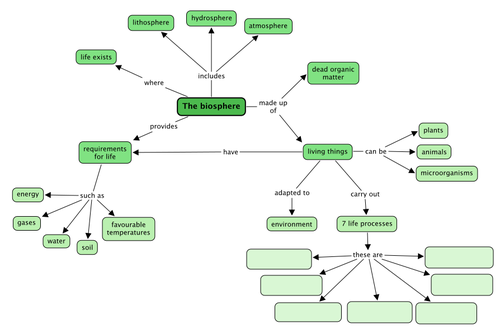 hydrosphere
lithosphere
atmosphere
life exists
includes
dead organic
matter
where
The biosphere
made up
of
provides
plants
requirements
for life
have
living things
can be
animals
microorganisms
energy
such as
adapted to
carry out
gases
favourable
temperatures
environment
7 life processes
water
soil
these are